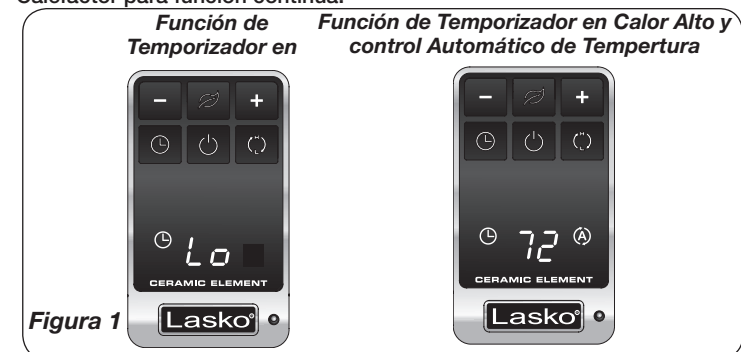 Calefactor para función continua.
Función de
Temporizador en
Función de Temporizador en Calor Alto y
control Automático de Tempertura
- +
H
L
Lo
CERAMIC ELEMENT
Lasko®
- +
H
L
72 A
CERAMIC ELEMENT
Lasko®
Figura 1